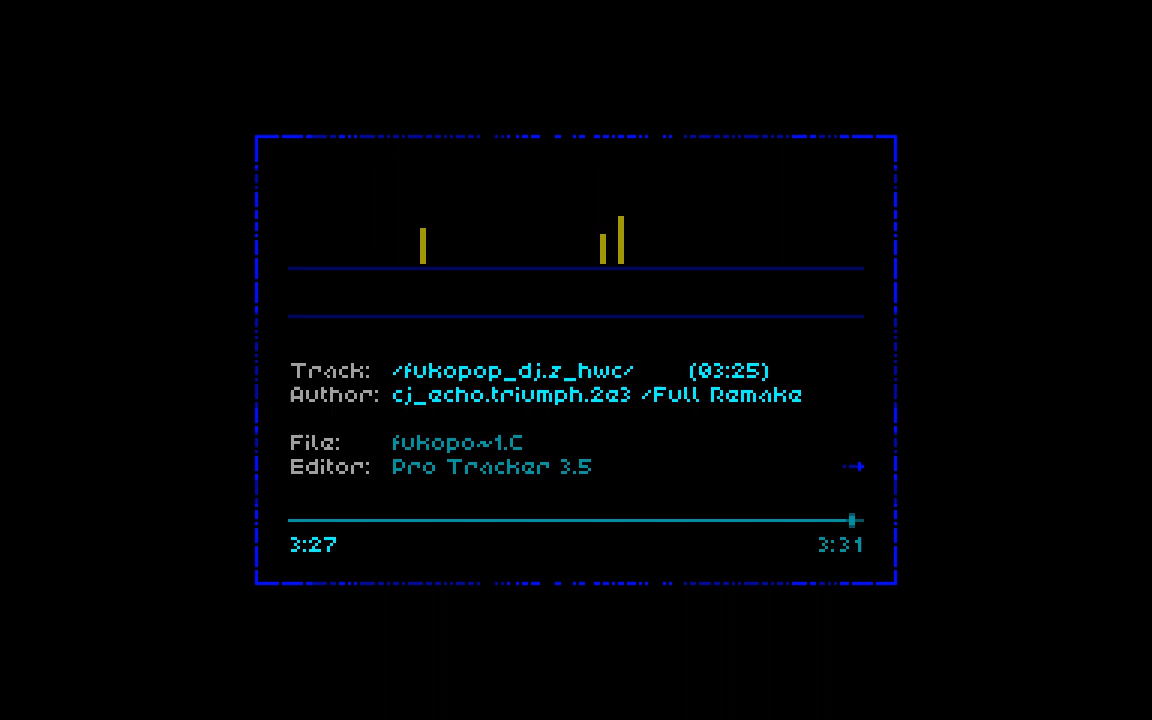 Track: /fukopop_dj.z_hwc/ (03:25)
Author: cj_echo.triumph.2e3 /Full Remake
File: fukopo~1.C
Editor: Pro Tracker 3.5
3:27 3:31